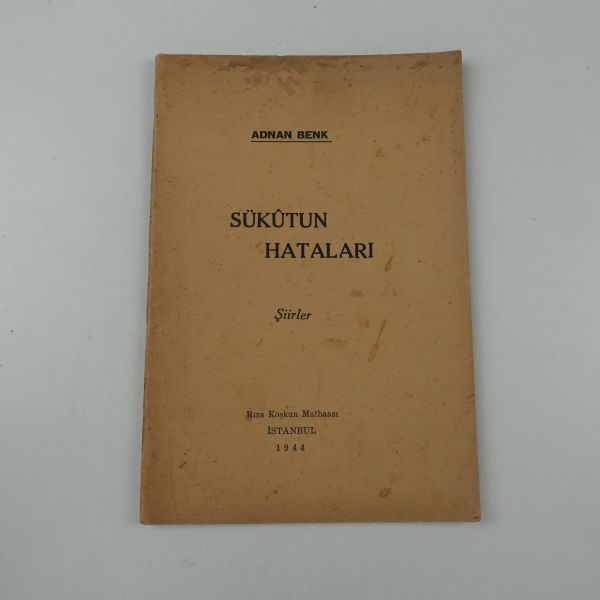 ADNAN BENK
SÜKÛTUN
HATALARI
Şiirler
Rıza Koşkun Matbaası
İSTANBUL
1944